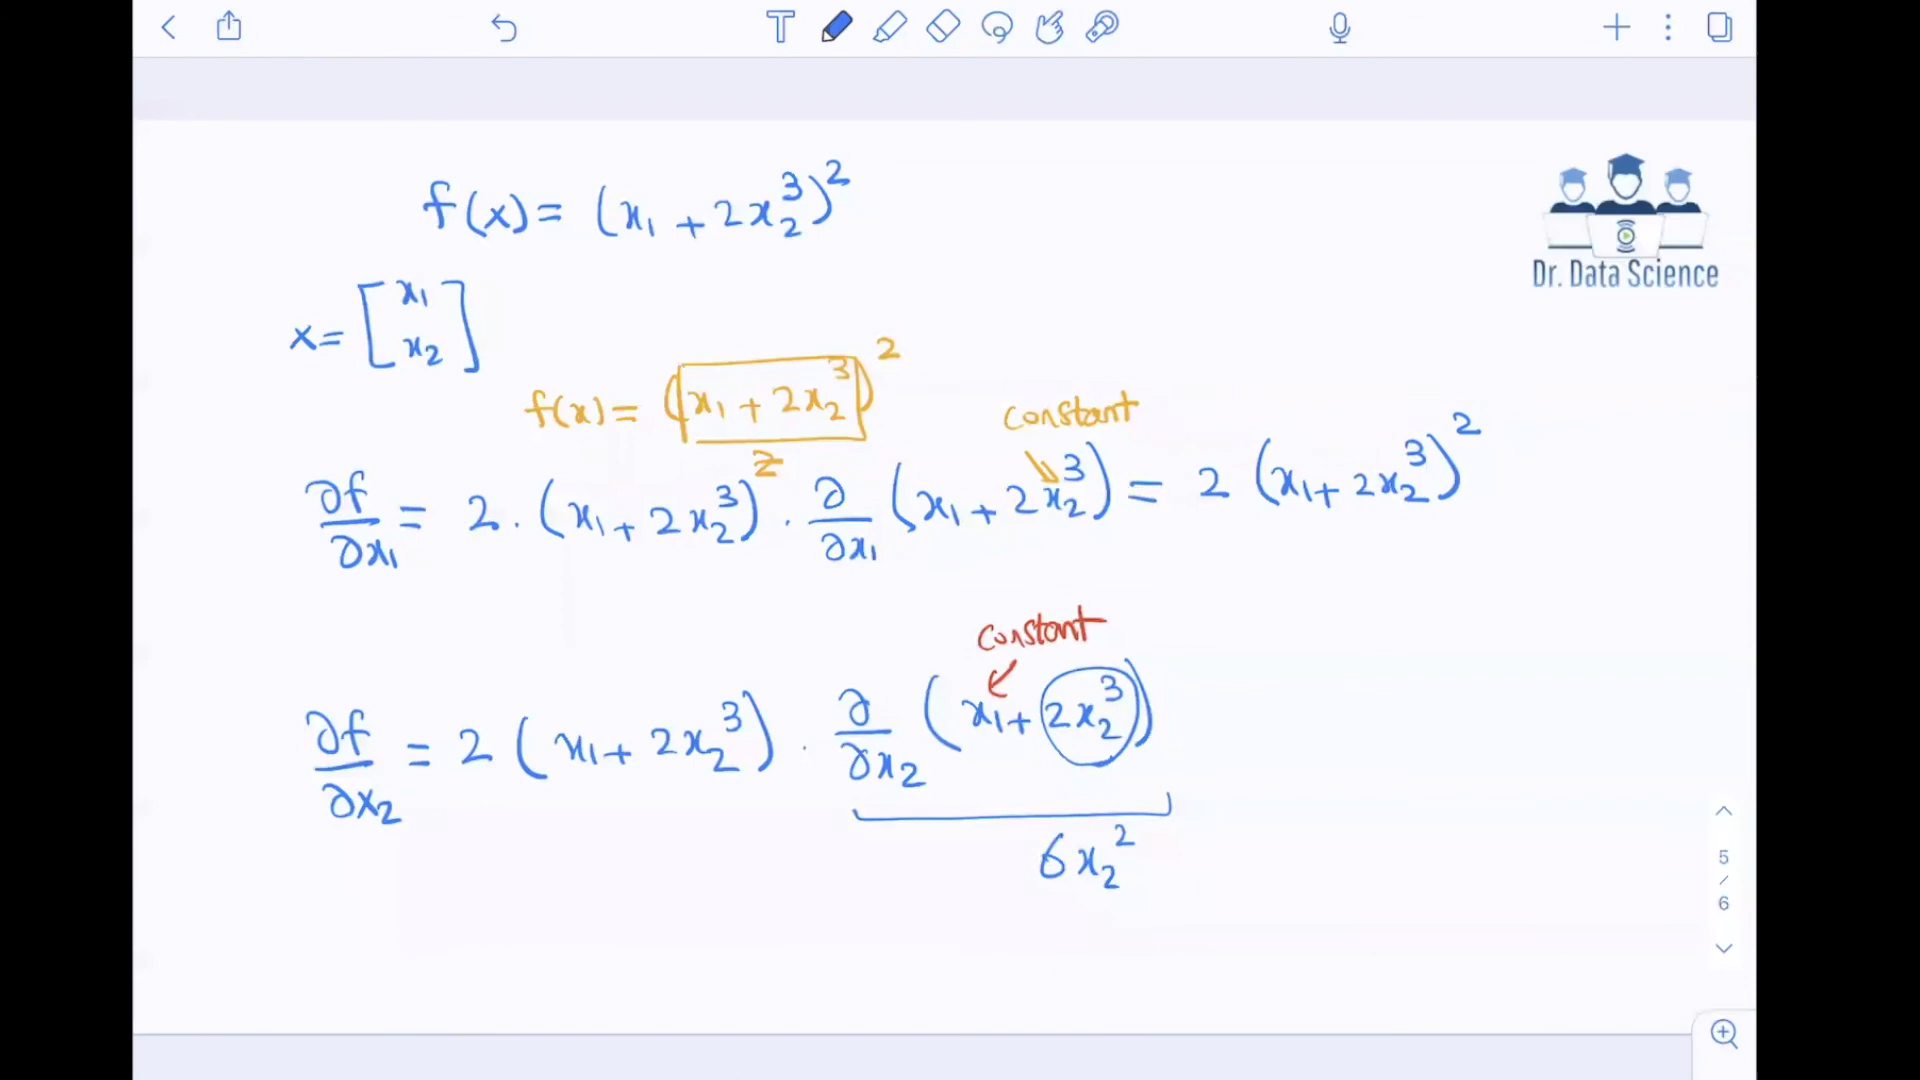 f(x) = (x₁ + 2x₂³)²
Dr. Data Science
x = [x₁ x₂]
f(x) = (x₁ + 2x₂³)²
z
constant
∂f/∂x₁ = 2 · (x₁ + 2x₂³) · ∂/∂x₁ (x₁ + 2x₂³) = 2 (x₁ + 2x₂³)²
constant
∂f/∂x₂ = 2 (x₁ + 2x₂³) · ∂/∂x₂ (x₁ + 2x₂³)
6x₂²
5
/
6